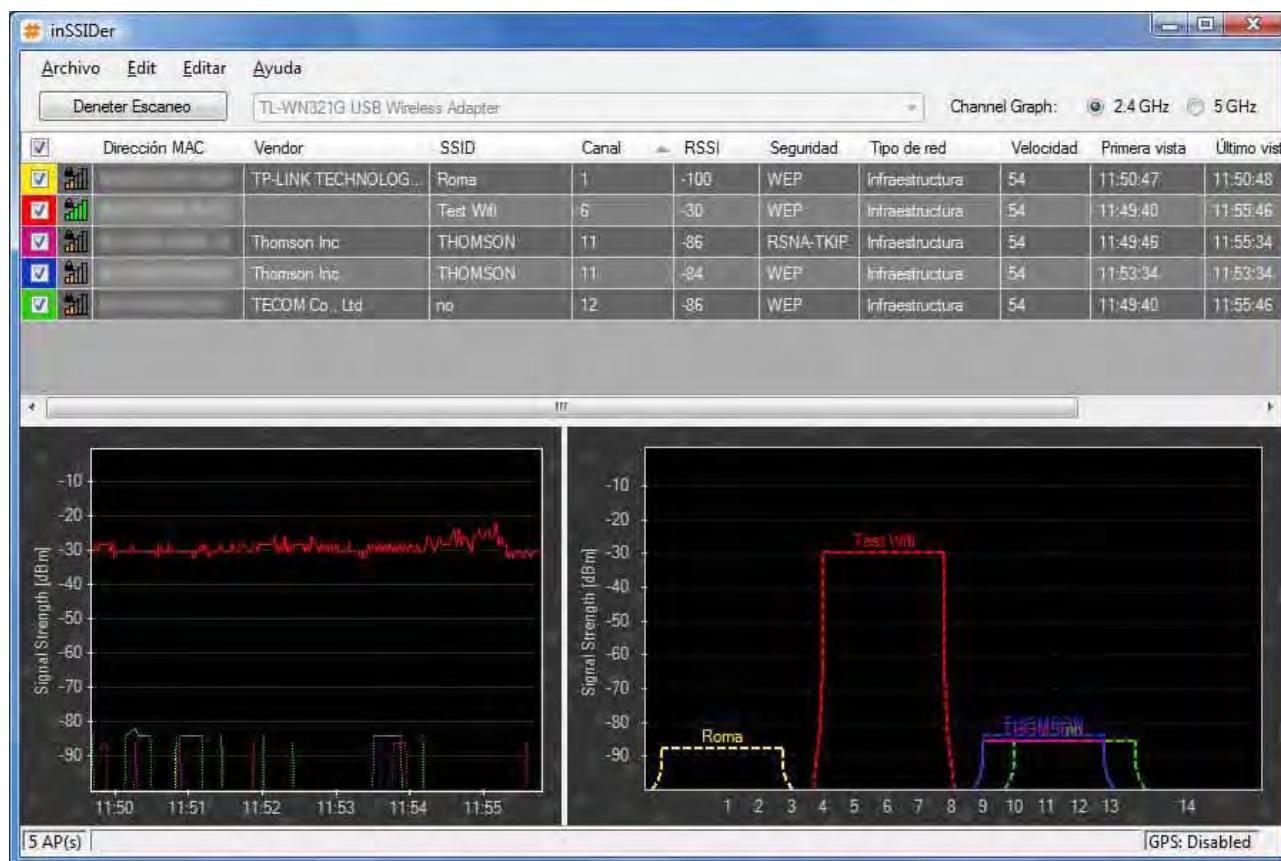 inSSIDer
Archivo Edit Editar Ayuda
Deneter Escaneo TL-WN321G USB Wireless Adapter Channel Graph: 2.4 GHz 5 GHz
Dirección MAC Vendor SSID Canal RSSI Seguridad Tipo de red Velocidad Primera vista Último vist
TP-LINK TECHNOLOG... Roma 1 -100 WEP Infraestructura 54 11:50:47 11:50:48
Test Wifi 6 -30 WEP Infraestructura 54 11:49:40 11:55:46
Thomson Inc THOMSON 11 -86 RSNA-TKIP Infraestructura 54 11:49:46 11:55:34
Thomson Inc THOMSON 11 -84 WEP Infraestructura 54 11:53:34 11:53:34
TECOM Co., Ltd no 12 -86 WEP Infraestructura 54 11:49:40 11:55:46
Signal Strength [dBm]
-10
-20
-30
-40
-50
-60
-70
-80
-90
11:50 11:51 11:52 11:53 11:54 11:55
Signal Strength [dBm]
-10
-20
-30
-40
-50
-60
-70
-80
-90
Test Wifi
Roma
THOMSON
1 2 3 4 5 6 7 8 9 10 11 12 13 14
5 AP(s) GPS: Disabled